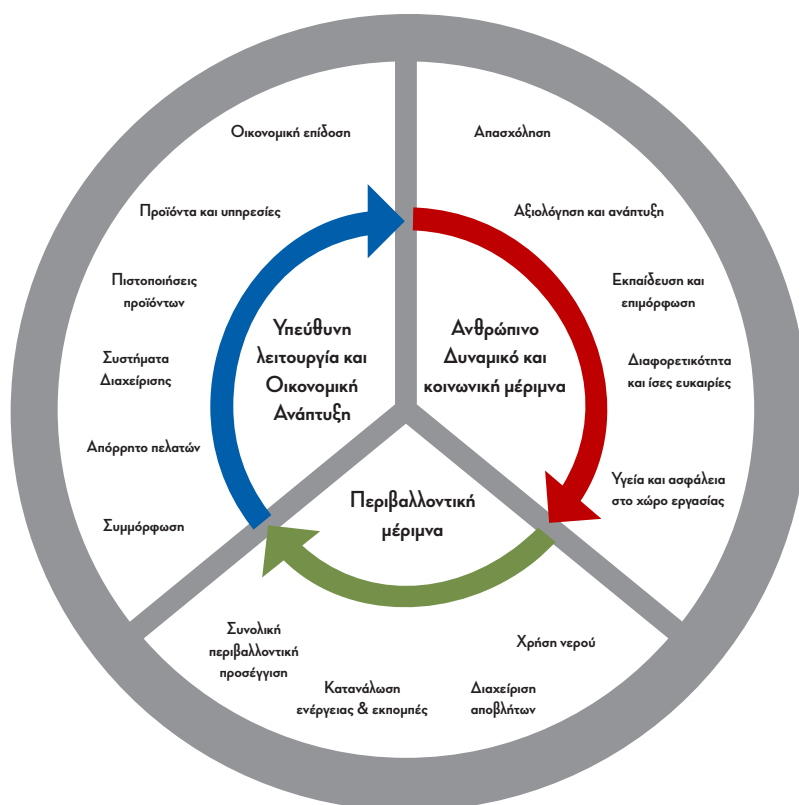 Οικονομική επίδοση
Προϊόντα και υπηρεσίες
Πιστοποιήσεις
προϊόντων
Συστήματα
Διαχείρισης
Απόρρητο πελατών
Συμμόρφωση
Υπεύθυνη
λειτουργία και
Οικονομική
Ανάπτυξη
Απασχόληση
Αξιολόγηση και ανάπτυξη
Εκπαίδευση και
επιμόρφωση
Διαφορετικότητα
και ίσες ευκαιρίες
Υγεία και ασφάλεια
στο χώρο εργασίας
Ανθρώπινο
Δυναμικό και
κοινωνική μέριμνα
Περιβαλλοντική
μέριμνα
Συνολική
περιβαλλοντική
προσέγγιση
Κατανάλωση
ενέργειας & εκπομπές
Διαχείριση
αποβλήτων
Χρήση νερού